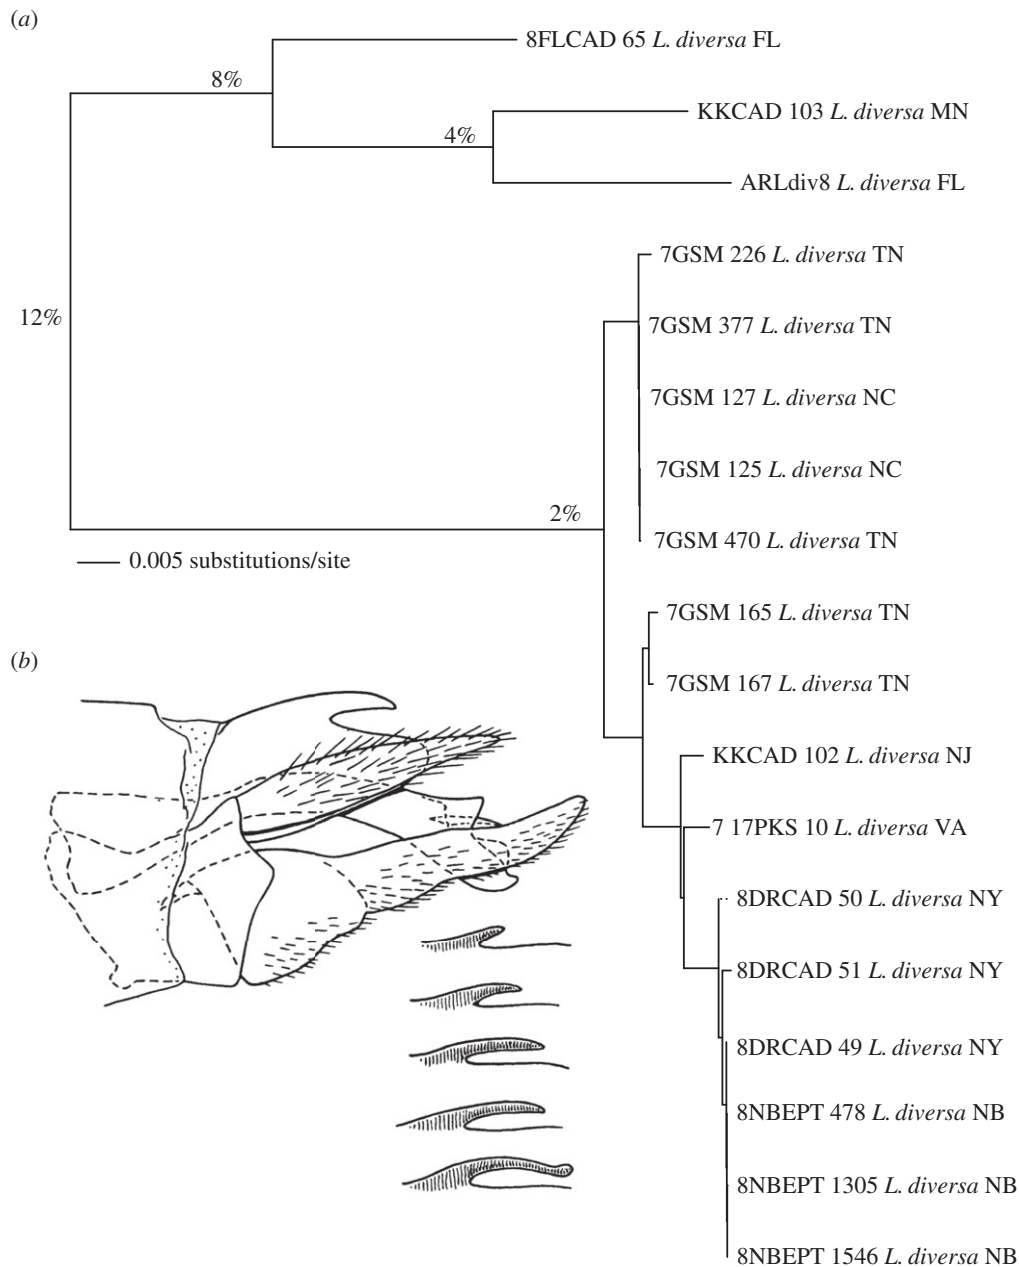 (a)
8FLCAD 65 L. diversa FL
8%
KKCAD 103 L. diversa MN
4%
ARLdiv8 L. diversa FL
7GSM 226 L. diversa TN
12%
7GSM 377 L. diversa TN
7GSM 127 L. diversa NC
7GSM 125 L. diversa NC
2%
7GSM 470 L. diversa TN
0.005 substitutions/site
7GSM 165 L. diversa TN
(b)
7GSM 167 L. diversa TN
KKCAD 102 L. diversa NJ
7 17PKS 10 L. diversa VA
8DRCAD 50 L. diversa NY
8DRCAD 51 L. diversa NY
8DRCAD 49 L. diversa NY
8NBEPT 478 L. diversa NB
8NBEPT 1305 L. diversa NB
8NBEPT 1546 L. diversa NB